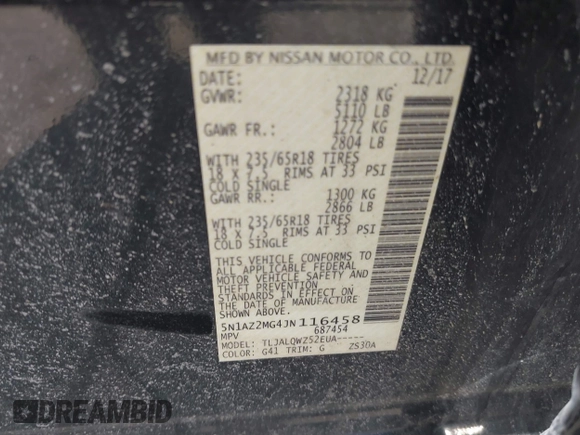 MFD BY NISSAN MOTOR CO., LTD.
DATE: 12/17
GVWR: 2318 KG
5110 LB
GAWR FR.: 1272 KG
2804 LB
WITH 235/65R18 TIRES
18 X 7.5 RIMS AT 33 PSI
COLD SINGLE
GAWR RR.: 1300 KG
2866 LB
WITH 235/65R18 TIRES
18 X 7.5 RIMS AT 33 PSI
COLD SINGLE
THIS VEHICLE CONFORMS TO
ALL APPLICABLE FEDERAL
MOTOR VEHICLE SAFETY AND
THEFT PREVENTION
STANDARDS IN EFFECT ON
THE DATE OF MANUFACTURE
SHOWN ABOVE.
5N1AZ2MG4JN116458
MPV 687454
MODEL: TLJALQWZ52EUA-----
COLOR: G41 TRIM: G ZS30A
DREAMBID